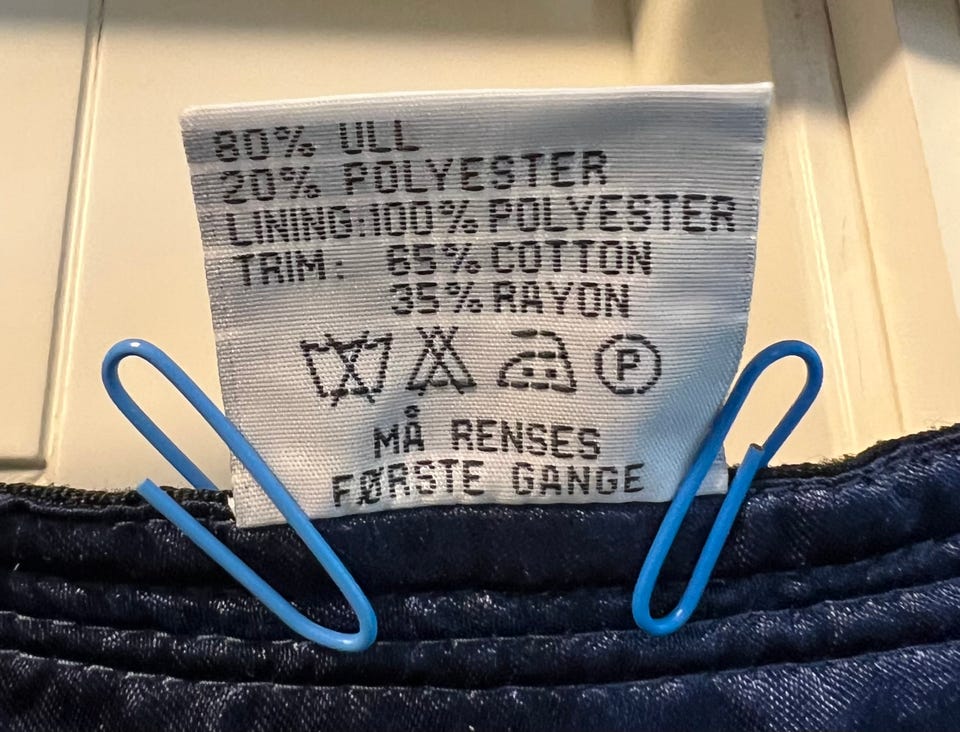 80% ULL
20% POLYESTER
LINING:100% POLYESTER
TRIM: 65% COTTON
35% RAYON
P
MÅ RENSES
FØRSTE GANGE